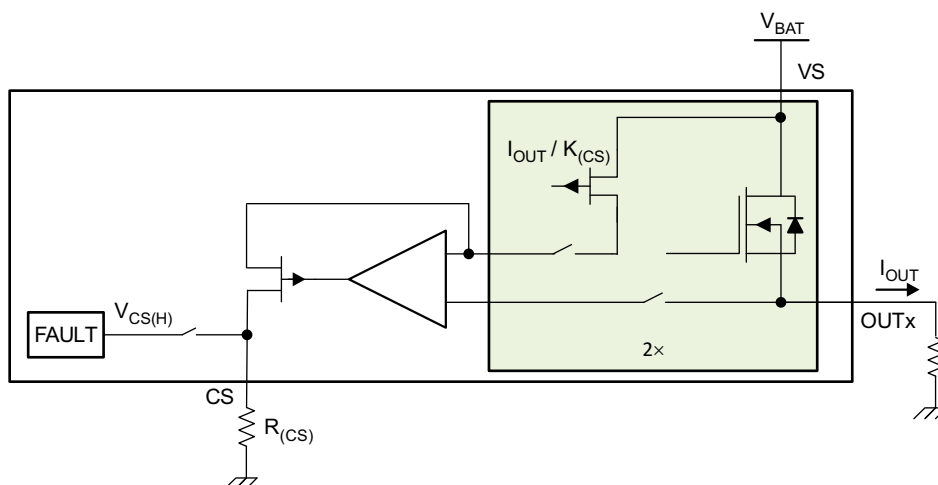 V_BAT
VS
I_OUT / K_(CS)
I_OUT
V_CS(H)
FAULT
OUTx
2×
CS
R_(CS)